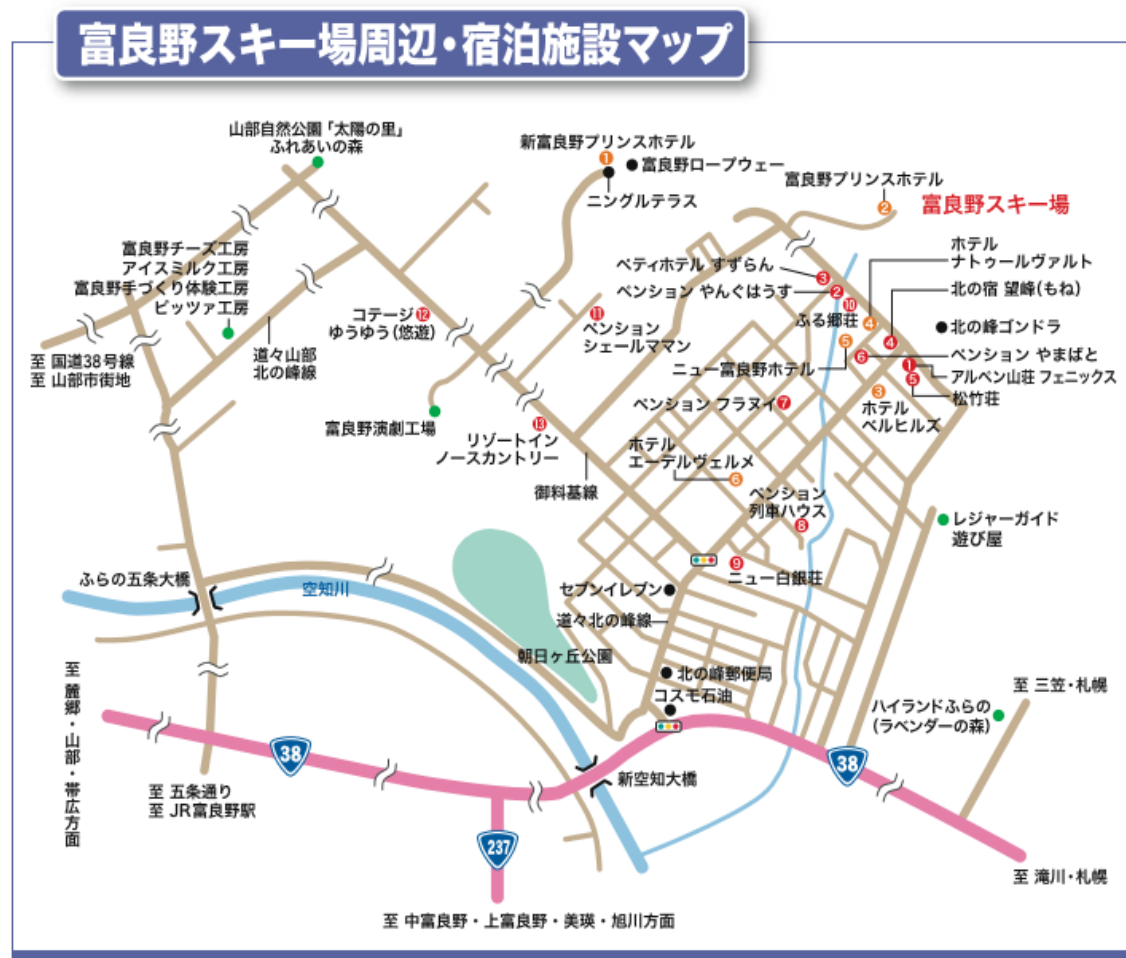 富良野スキー場周辺・宿泊施設マップ
山部自然公園「太陽の里」
ふれあいの森
新富良野プリンスホテル
1
富良野ロープウェー
ニングルテラス
富良野プリンスホテル
2
富良野スキー場
富良野チーズ工房
アイスミルク工房
富良野手づくり体験工房
ピッツァ工房
ホテル
ナトゥールヴァルト
4
北の宿 望峰(もね)
4
北の峰ゴンドラ
ペンション やまばと
6
アルペン山荘 フェニックス
1
松竹荘
5
ペティホテル すずらん
3
ペンション やんぐはうす
2
10
ふる郷荘
ニュー富良野ホテル
5
3
ホテル
ベルヒルズ
コテージ
ゆうゆう(悠遊)
12
11
ペンション
シェールママン
至 国道38号線
至 山部市街地
道々山部
北の峰線
富良野演劇工場
13
リゾートイン
ノースカントリー
御料基線
ペンション フラヌイ
7
ホテル
エーデルヴェルメ
6
ペンション
列車ハウス
8
レジャーガイド
遊び屋
9
ニュー白銀荘
ふらの五条大橋
空知川
セブンイレブン
道々北の峰線
朝日ヶ丘公園
北の峰郵便局
コスモ石油
至 三笠・札幌
ハイランドふらの
(ラベンダーの森)
至 麓郷・山部・帯広方面
38
38
新空知大橋
至 五条通り
至 JR富良野駅
237
至 滝川・札幌
至 中富良野・上富良野・美瑛・旭川方面